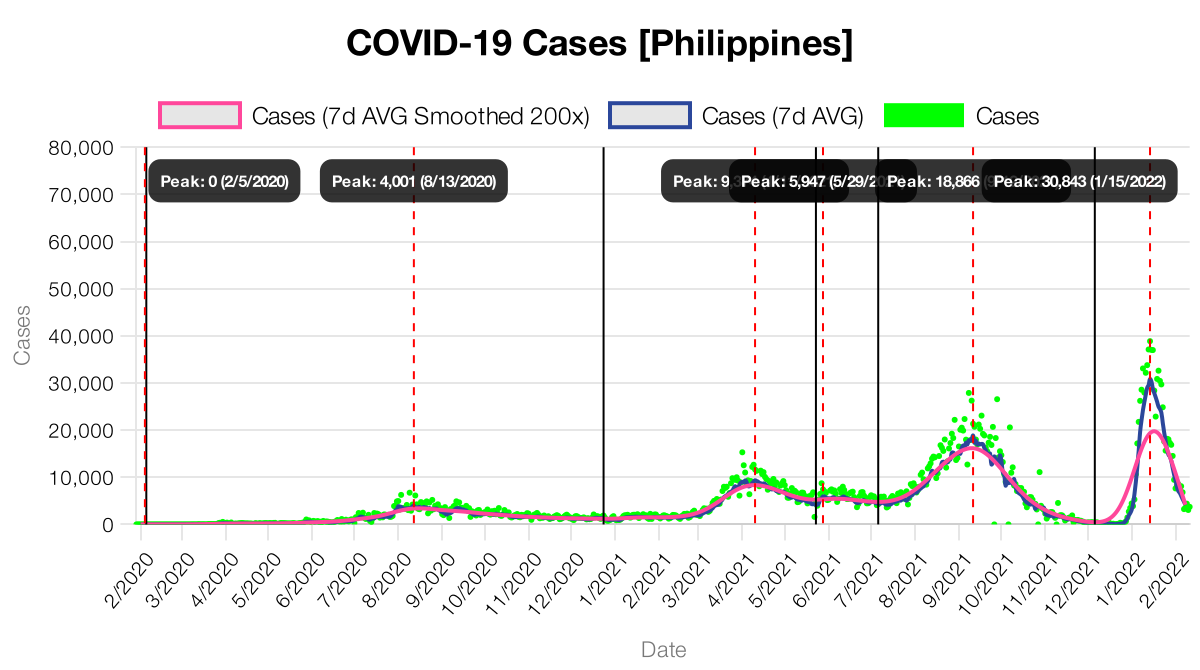 COVID-19 Cases [Philippines]
Cases (7d AVG Smoothed 200x)
Cases (7d AVG)
Cases
80,000
Peak: 0 (2/5/2020)
Peak: 4,001 (8/13/2020)
Peak: 9,
Peak: 5,947 (5/29/2
Peak: 18,866
Peak: 30,843 (1/15/2022)
70,000
60,000
50,000
40,000
30,000
20,000
10,000
0
Cases
2/2020
3/2020
4/2020
5/2020
6/2020
7/2020
8/2020
9/2020
10/2020
11/2020
12/2020
1/2021
2/2021
3/2021
4/2021
5/2021
6/2021
7/2021
8/2021
9/2021
10/2021
11/2021
12/2021
1/2022
2/2022
Date